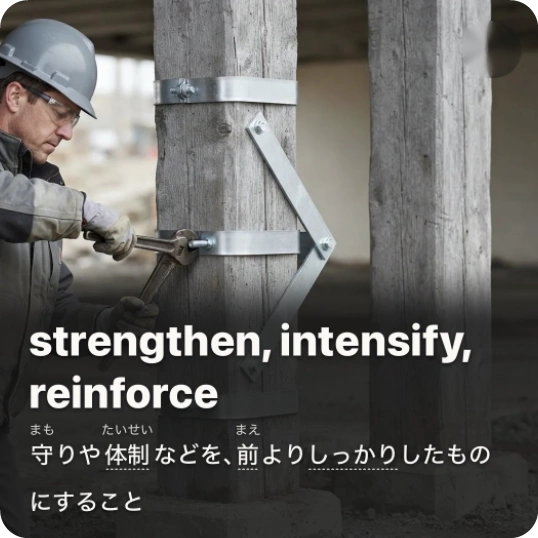 strengthen, intensify,
reinforce
まも たいせい まえ
守りや体制などを、前よりしっかりしたもの
にすること